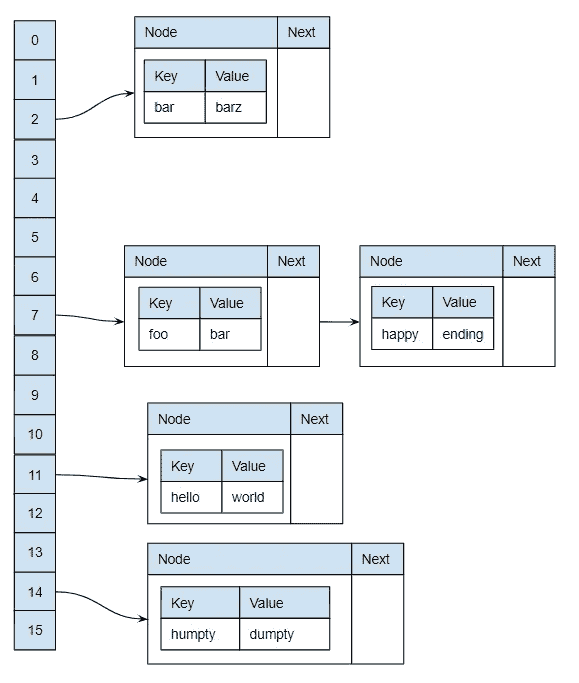 0
1
2
3
4
5
6
7
8
9
10
11
12
13
14
15
Node Next
Key Value
bar barz
Node Next
Key Value
foo bar
Node Next
Key Value
happy ending
Node Next
Key Value
hello world
Node Next
Key Value
humpty dumpty